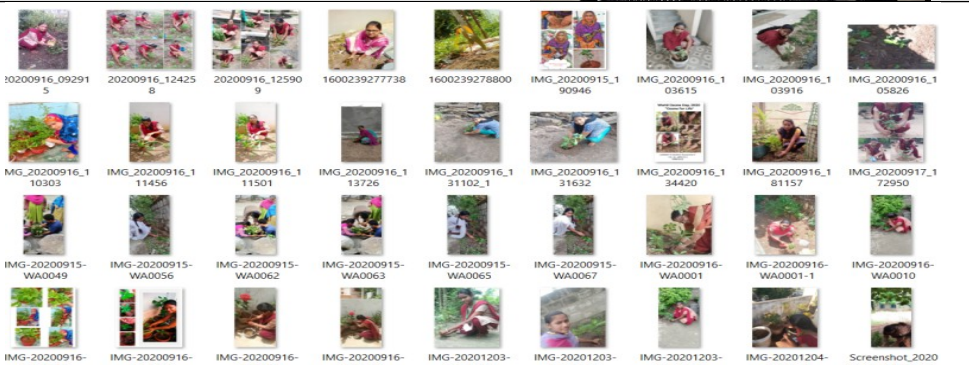 20200916_09291
5
20200916_12425
8
20200916_12590
9
1600239277738
1600239278800
IMG_20200915_1
90946
IMG_20200916_1
03615
IMG_20200916_1
03916
IMG_20200916_1
05826
IMG_20200916_1
10303
IMG_20200916_1
11456
IMG_20200916_1
11501
IMG_20200916_1
13726
IMG_20200916_1
31102_1
IMG_20200916_1
31632
IMG_20200916_1
34420
IMG_20200916_1
81157
IMG_20200917_1
72950
IMG-20200915-
WA0049
IMG-20200915-
WA0056
IMG-20200915-
WA0062
IMG-20200915-
WA0063
IMG-20200915-
WA0065
IMG-20200915-
WA0067
IMG-20200916-
WA0001
IMG-20200916-
WA0001-1
IMG-20200916-
WA0010
IMG-20200916-
IMG-20200916-
IMG-20200916-
IMG-20200916-
IMG-20201203-
IMG-20201203-
IMG-20201203-
IMG-20201204-
Screenshot_2020